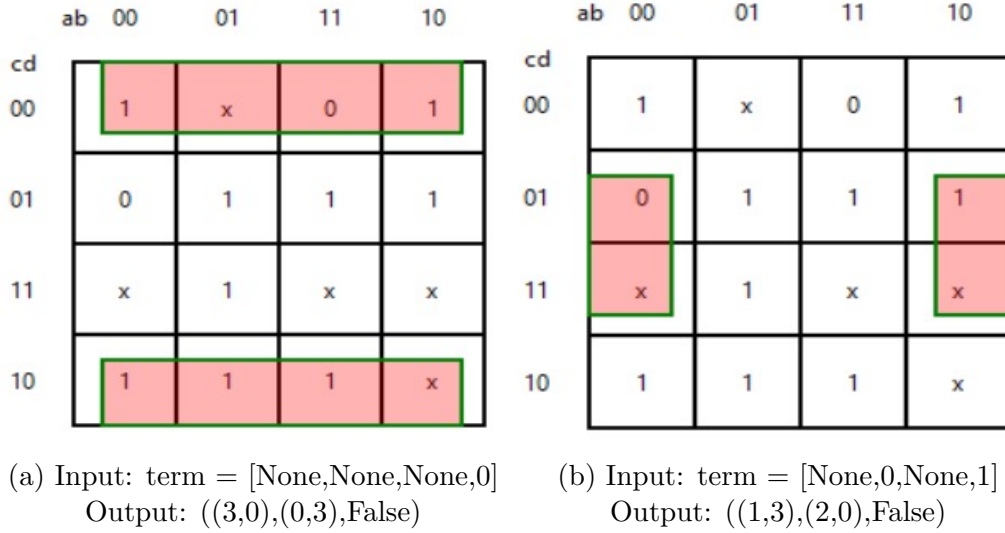 ab 00 01 11 10
cd
00 1 x 0 1
01 0 1 1 1
11 x 1 x x
10 1 1 1 x
(a) Input: term = [None,None,None,0]
Output: ((3,0),(0,3),False)
ab 00 01 11 10
cd
00 1 x 0 1
01 0 1 1 1
11 x 1 x x
10 1 1 1 x
(b) Input: term = [None,0,None,1]
Output: ((1,3),(2,0),False)